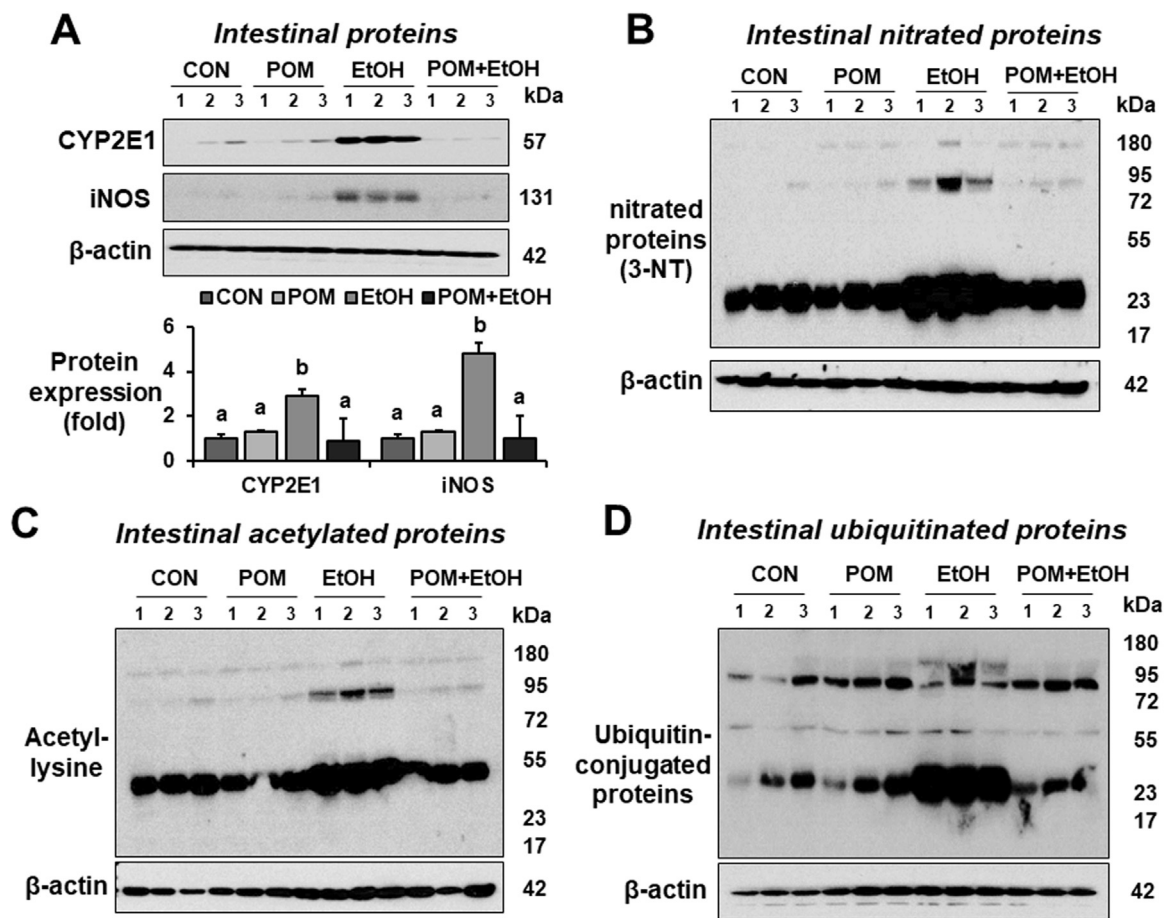 A
Intestinal proteins
CON POM EtOH POM+EtOH
1 2 3 1 2 3 1 2 3 1 2 3 kDa
CYP2E1 57
iNOS 131
β-actin 42
CON POM EtOH POM+EtOH
Protein
expression
(fold)
6
4
2
0
a a b a a a b a
CYP2E1 iNOS
B
Intestinal nitrated proteins
CON POM EtOH POM+EtOH
1 2 3 1 2 3 1 2 3 1 2 3 kDa
nitrated
proteins
(3-NT)
180
95
72
55
23
17
β-actin 42
C
Intestinal acetylated proteins
CON POM EtOH POM+EtOH
1 2 3 1 2 3 1 2 3 1 2 3 kDa
Acetyl-
lysine
180
95
72
55
23
17
β-actin 42
D
Intestinal ubiquitinated proteins
CON POM EtOH POM+EtOH
1 2 3 1 2 3 1 2 3 1 2 3 kDa
Ubiquitin-
conjugated
proteins
180
95
72
55
23
17
β-actin 42